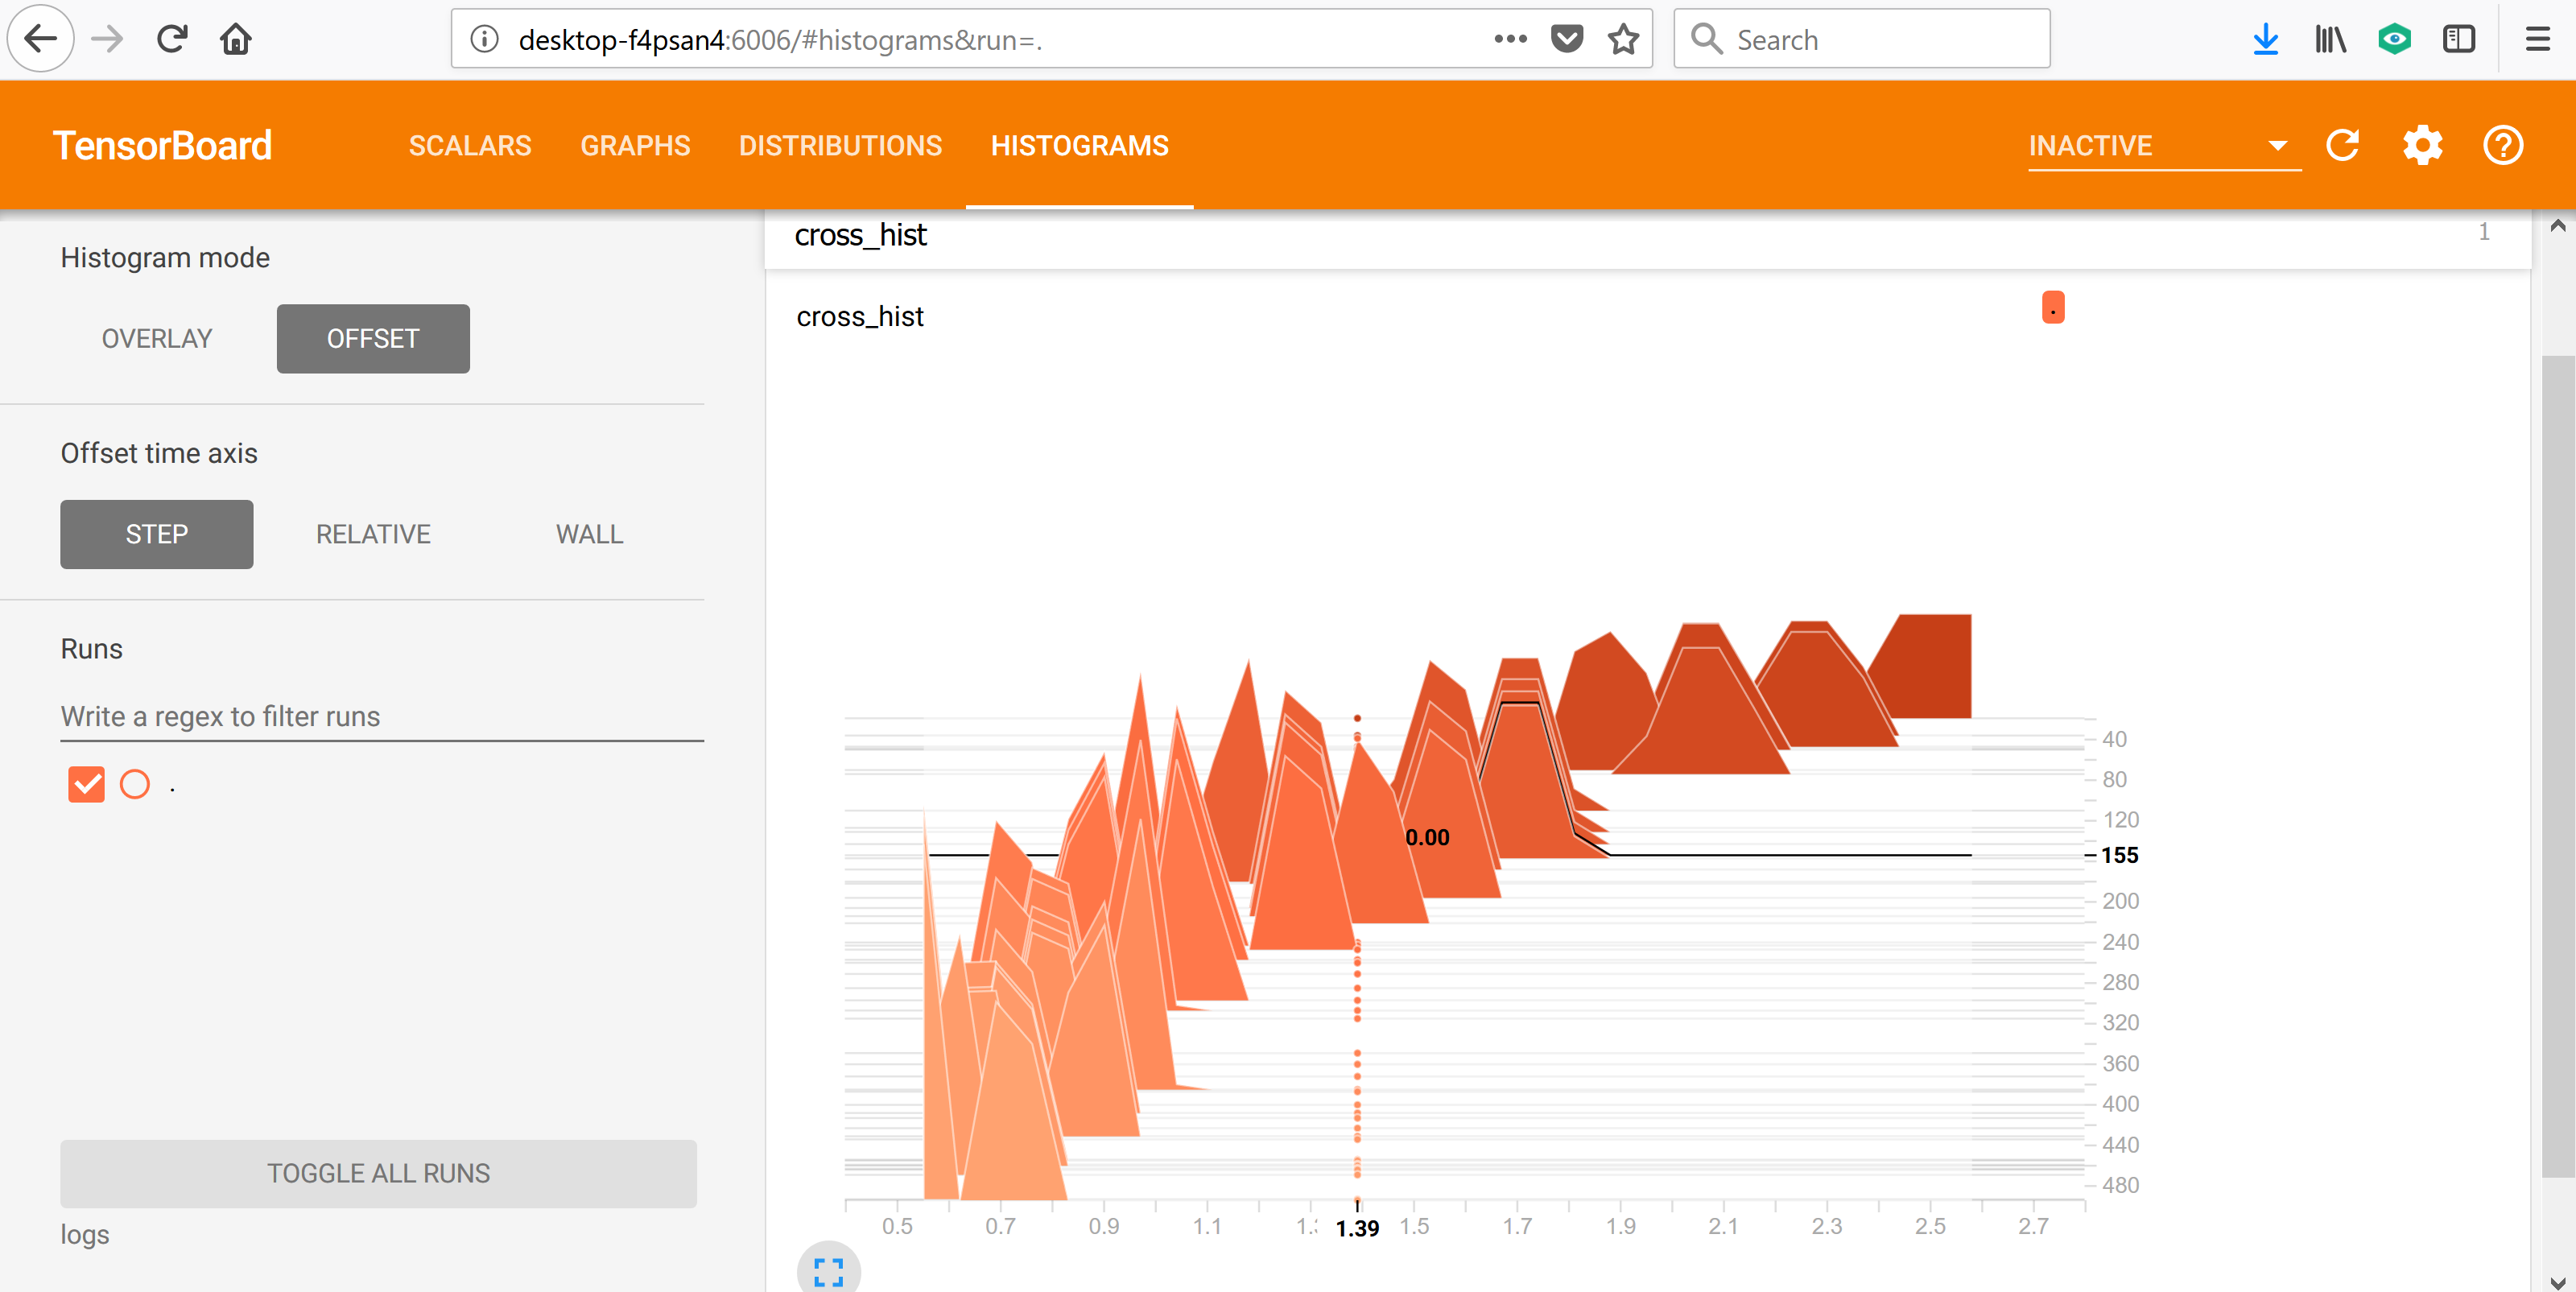 desktop-f4psan4:6006/#histograms&run=.
Search
TensorBoard
SCALARS
GRAPHS
DISTRIBUTIONS
HISTOGRAMS
INACTIVE
Histogram mode
OVERLAY
OFFSET
Offset time axis
STEP
RELATIVE
WALL
Runs
Write a regex to filter runs
.
TOGGLE ALL RUNS
logs
cross_hist
1
cross_hist
.
0.00
40
80
120
155
200
240
280
320
360
400
440
480
0.5 0.7 0.9 1.1 1.39 1.5 1.7 1.9 2.1 2.3 2.5 2.7